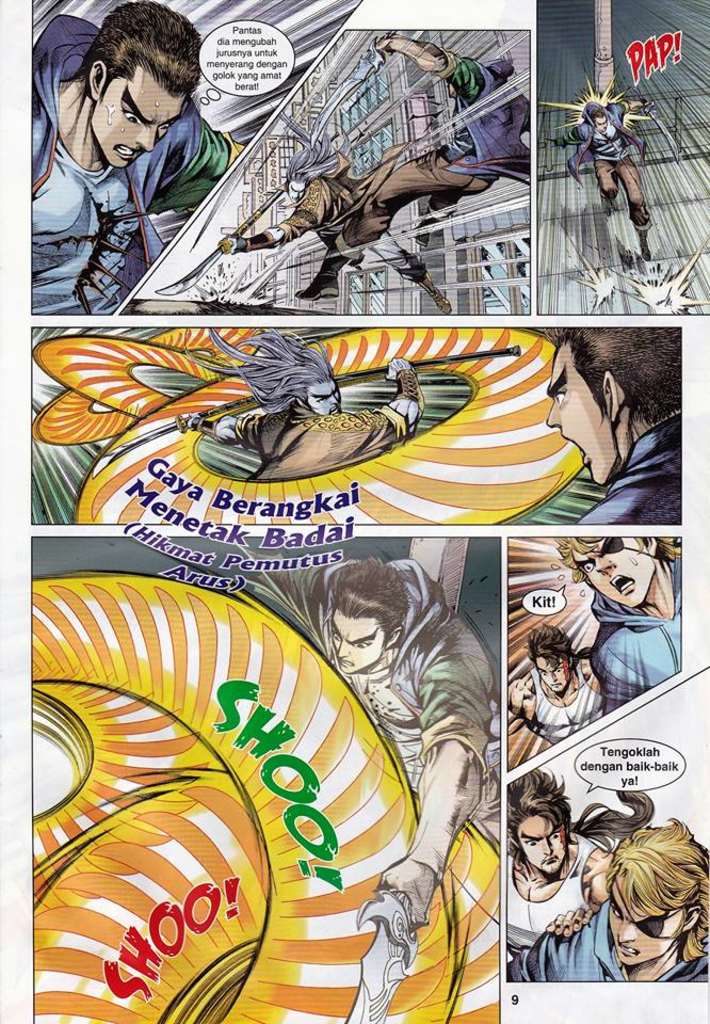 Pantas
dia mengubah
jurusnya untuk
menyerang dengan
golok yang amat
berat!
PAP!
Gaya Berangkai
Menetak Badai
(Hikmat Pemutus
Arus)
SHOO!
SHOO!
Kit!
Tengoklah
dengan baik-baik
ya!
9